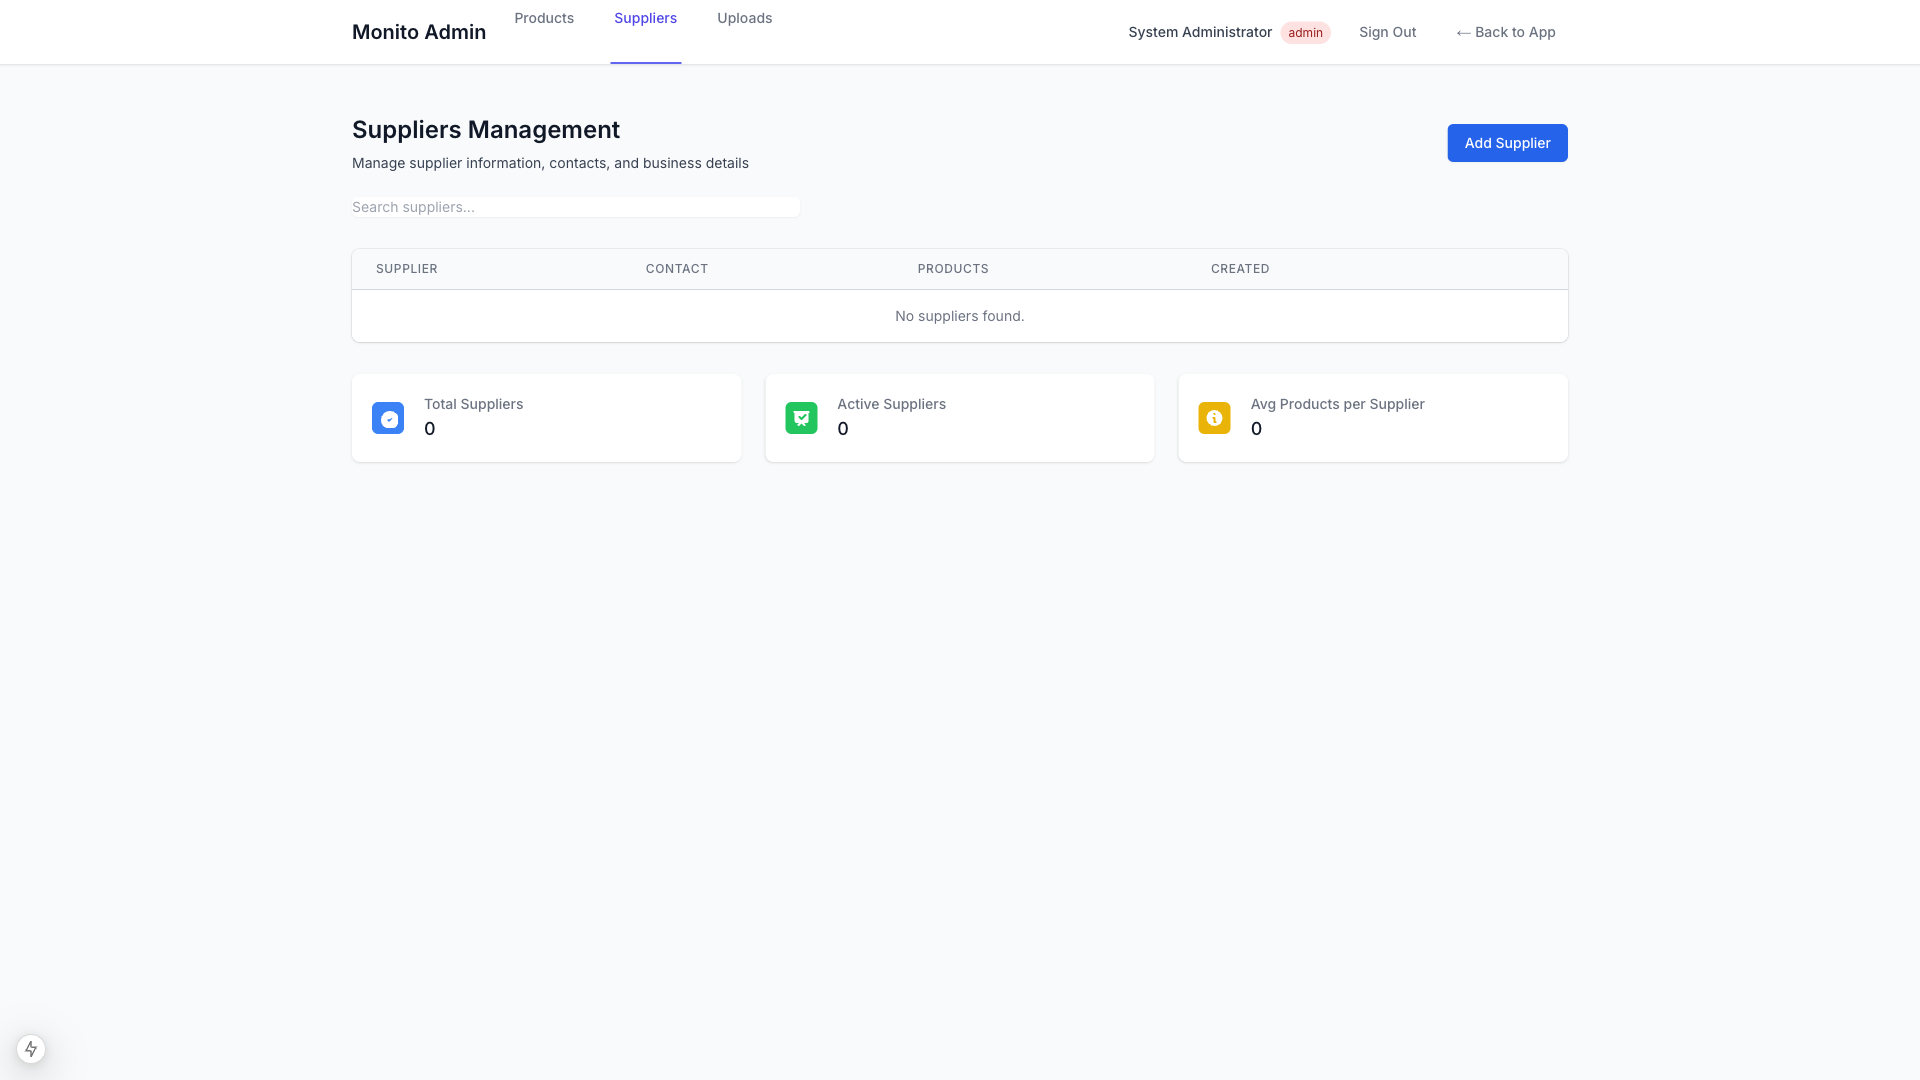 Monito Admin
Products
Suppliers
Uploads
System Administrator
admin
Sign Out
← Back to App
Suppliers Management
Manage supplier information, contacts, and business details
Add Supplier
Search suppliers...
SUPPLIER CONTACT PRODUCTS CREATED
No suppliers found.
Total Suppliers
0
Active Suppliers
0
Avg Products per Supplier
0